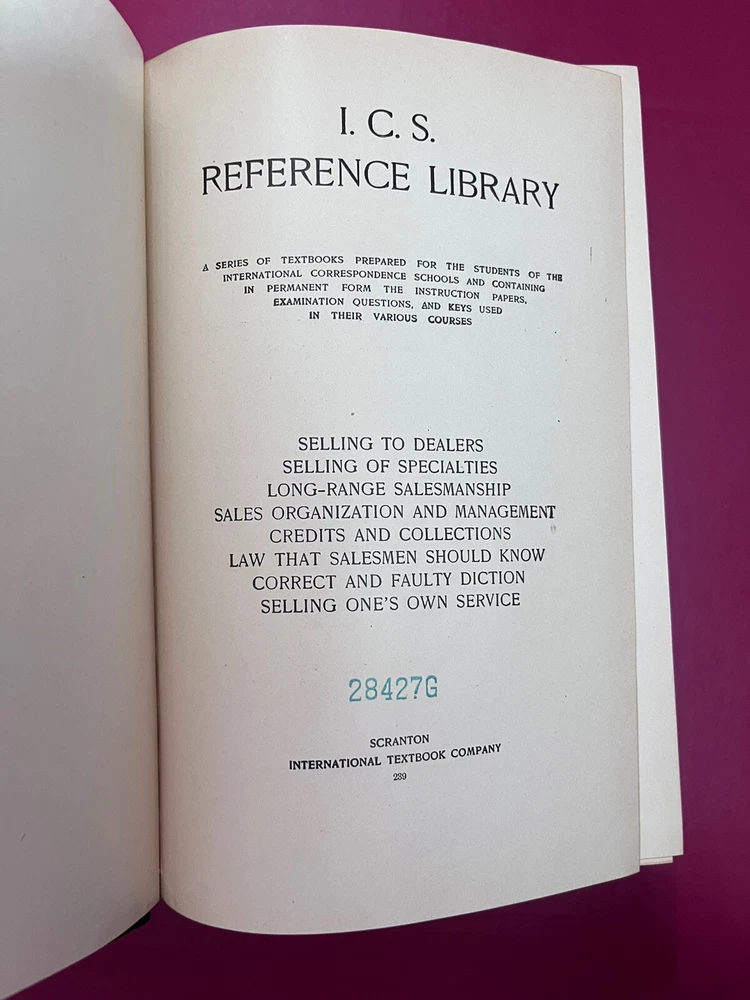 I. C. S.
REFERENCE LIBRARY
A SERIES OF TEXTBOOKS PREPARED FOR THE STUDENTS OF THE
INTERNATIONAL CORRESPONDENCE SCHOOLS AND CONTAINING
IN PERMANENT FORM THE INSTRUCTION PAPERS,
EXAMINATION QUESTIONS, AND KEYS USED
IN THEIR VARIOUS COURSES
SELLING TO DEALERS
SELLING OF SPECIALTIES
LONG-RANGE SALESMANSHIP
SALES ORGANIZATION AND MANAGEMENT
CREDITS AND COLLECTIONS
LAW THAT SALESMEN SHOULD KNOW
CORRECT AND FAULTY DICTION
SELLING ONE'S OWN SERVICE
28427G
SCRANTON
INTERNATIONAL TEXTBOOK COMPANY
239